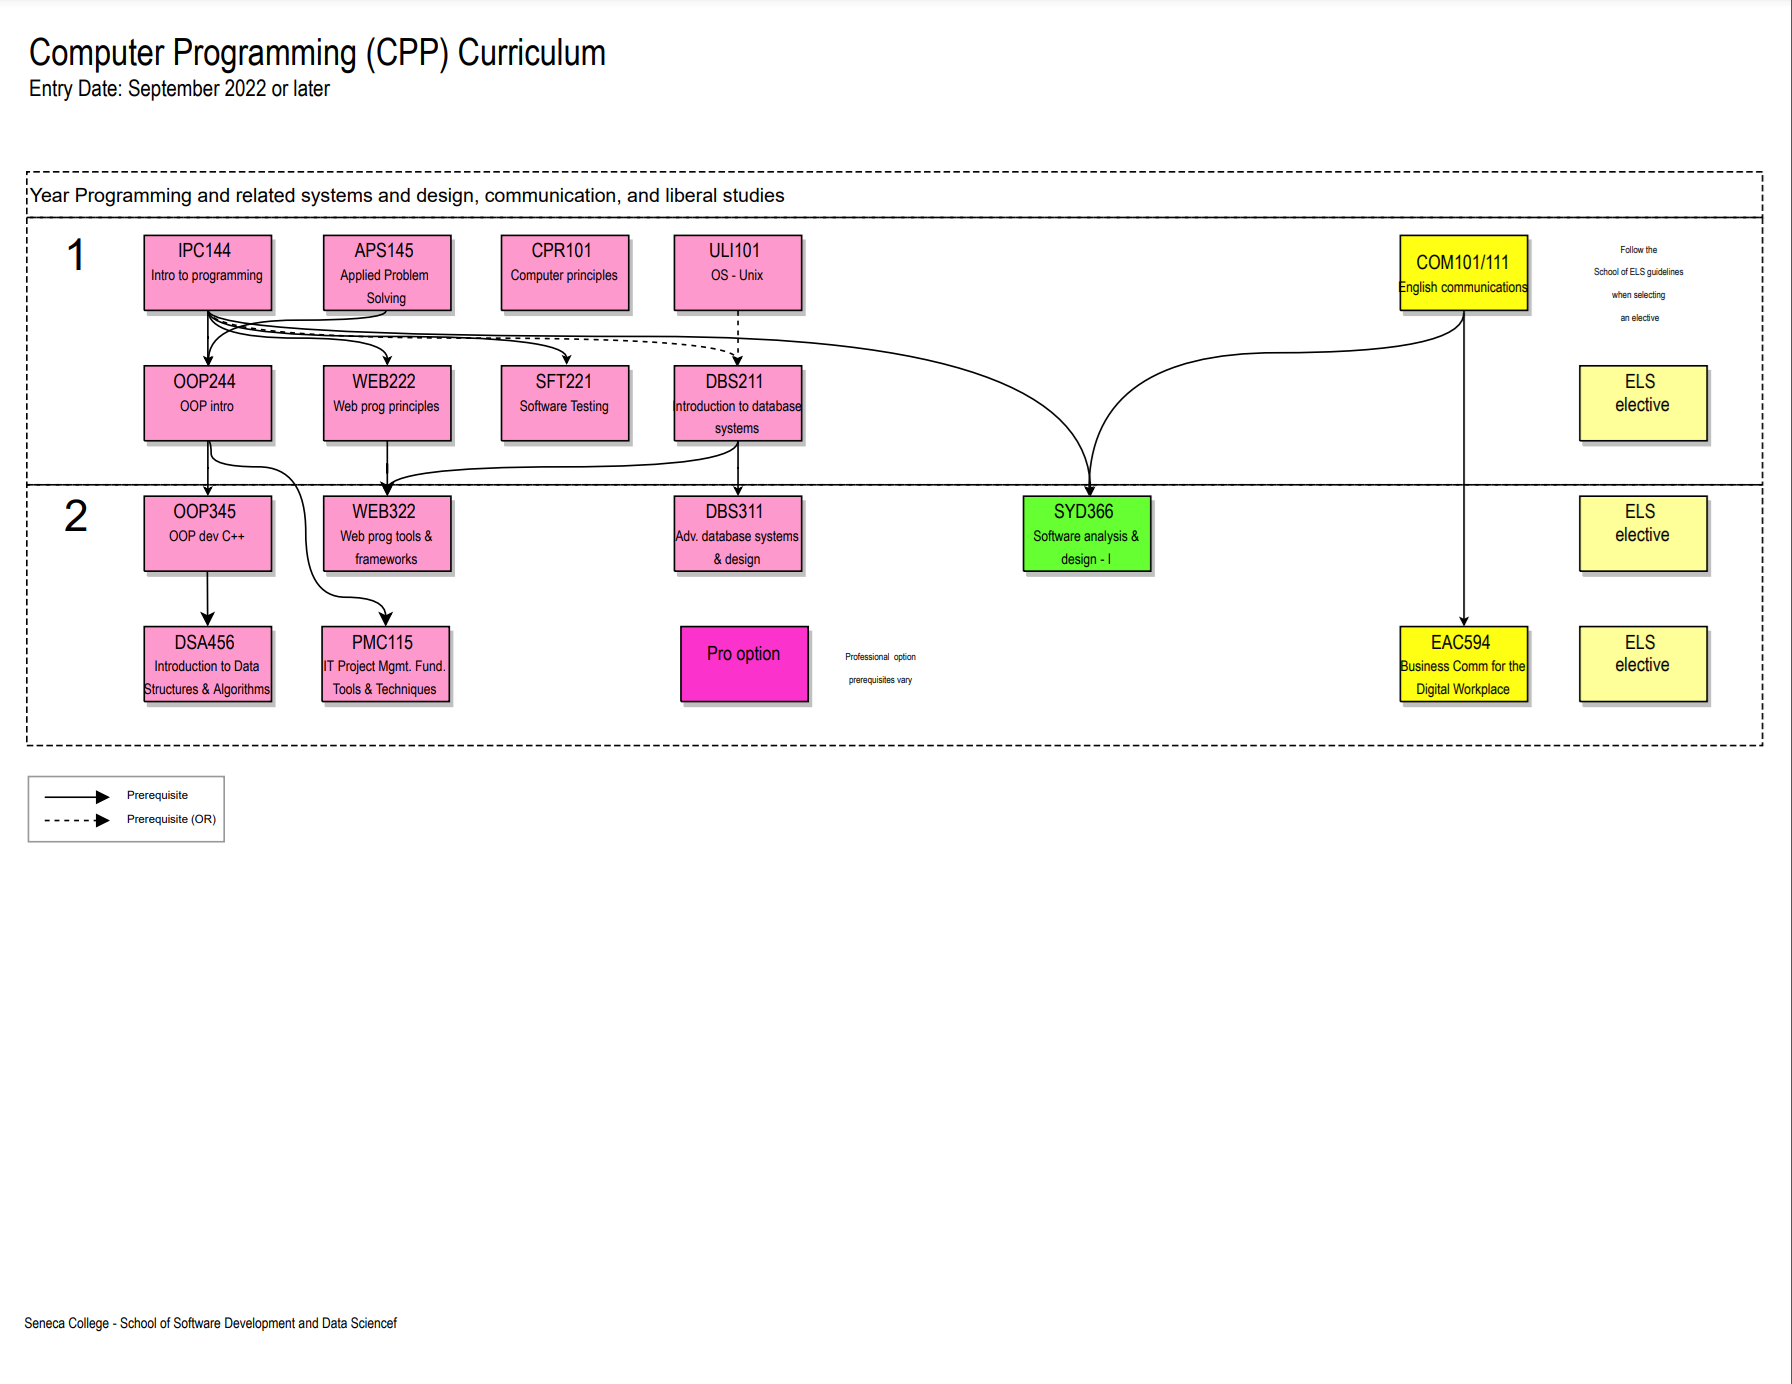 Computer Programming (CPP) Curriculum
Entry Date: September 2022 or later
Year Programming and related systems and design, communication, and liberal studies
1
IPC144
Intro to programming
APS145
Applied Problem
Solving
CPR101
Computer principles
ULI101
OS - Unix
COM101/111
English communications
Follow the
School of ELS guidelines
when selecting
an elective
OOP244
OOP intro
WEB222
Web prog principles
SFT221
Software Testing
DBS211
Introduction to database
systems
ELS
elective
2
OOP345
OOP dev C++
WEB322
Web prog tools &
frameworks
DBS311
Adv. database systems
& design
SYD366
Software analysis &
design - I
ELS
elective
DSA456
Introduction to Data
Structures & Algorithms
PMC115
IT Project Mgmt. Fund.
Tools & Techniques
Pro option
Professional option
prerequisites vary
EAC594
Business Comm for the
Digital Workplace
ELS
elective
Prerequisite
Prerequisite (OR)
Seneca College - School of Software Development and Data Sciencef